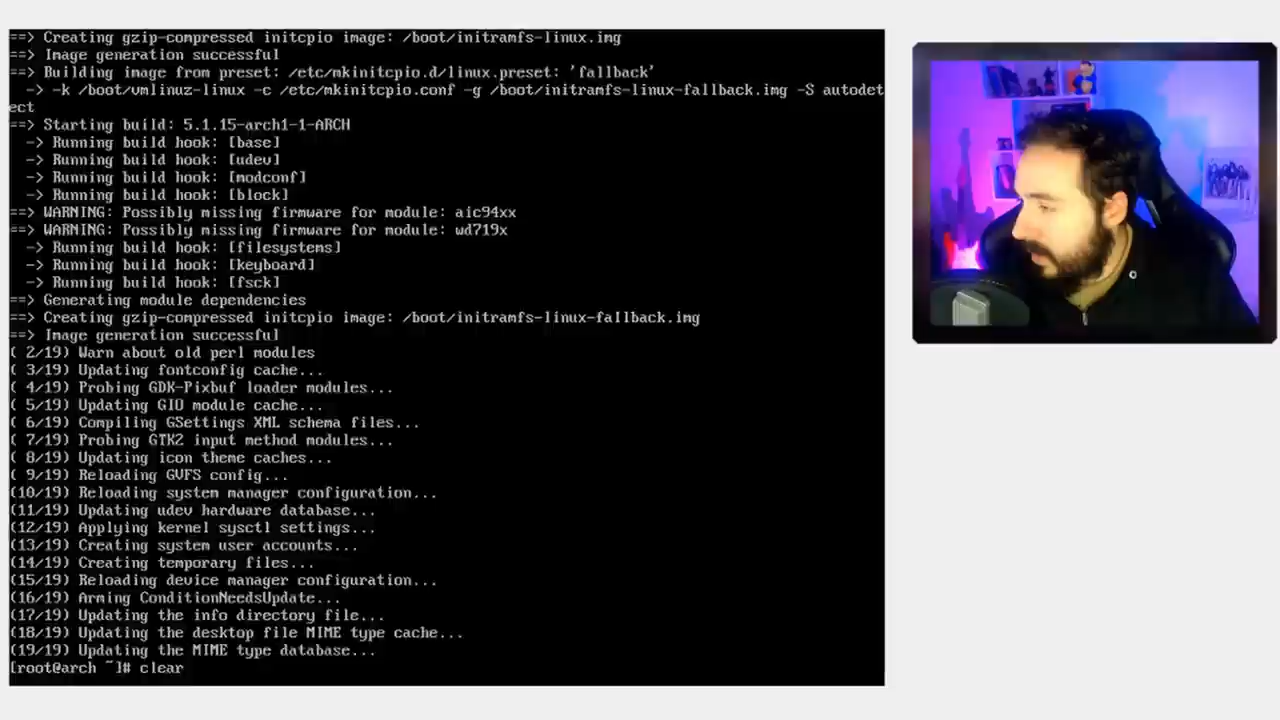 ==> Creating gzip-compressed initcpio image: /boot/initramfs-linux.img
==> Image generation successful
==> Building image from preset: /etc/mkinitcpio.d/linux.preset: 'fallback'
  -> -k /boot/vmlinuz-linux -c /etc/mkinitcpio.conf -g /boot/initramfs-linux-fallback.img -S autodet
ect
==> Starting build: 5.1.15-arch1-1-ARCH
  -> Running build hook: [base]
  -> Running build hook: [udev]
  -> Running build hook: [modconf]
  -> Running build hook: [block]
==> WARNING: Possibly missing firmware for module: aic94xx
==> WARNING: Possibly missing firmware for module: wd719x
  -> Running build hook: [filesystems]
  -> Running build hook: [keyboard]
  -> Running build hook: [fsck]
==> Generating module dependencies
==> Creating gzip-compressed initcpio image: /boot/initramfs-linux-fallback.img
==> Image generation successful
( 2/19) Warn about old perl modules
( 3/19) Updating fontconfig cache...
( 4/19) Probing GDK-Pixbuf loader modules...
( 5/19) Updating GIO module cache...
( 6/19) Compiling GSettings XML schema files...
( 7/19) Probing GTK2 input method modules...
( 8/19) Updating icon theme caches...
( 9/19) Reloading GVFS config...
(10/19) Reloading system manager configuration...
(11/19) Updating udev hardware database...
(12/19) Applying kernel sysctl settings...
(13/19) Creating system user accounts...
(14/19) Creating temporary files...
(15/19) Reloading device manager configuration...
(16/19) Arming ConditionNeedsUpdate...
(17/19) Updating the info directory file...
(18/19) Updating the desktop file MIME type cache...
(19/19) Updating the MIME type database...
[root@arch ~]# clear